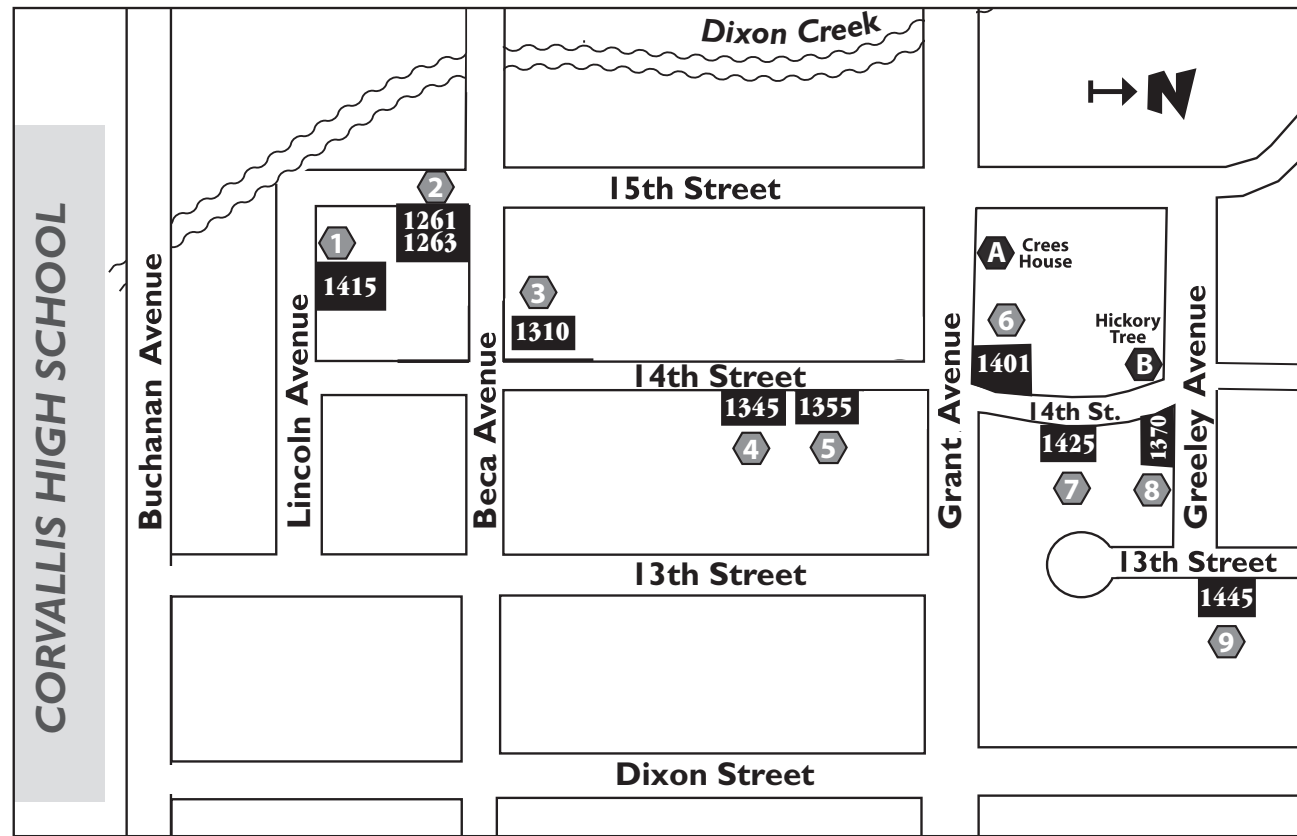 Dixon Creek
N
CORVALLIS HIGH SCHOOL
Buchanan Avenue
Lincoln Avenue
Beca Avenue
Grant Avenue
Greeley Avenue
15th Street
2
1261
1263
1
1415
3
1310
A
Crees
House
6
1401
Hickory
Tree
B
14th Street
14th St.
1345
1355
4
5
1425
1370
7
8
13th Street
13th Street
1445
9
Dixon Street